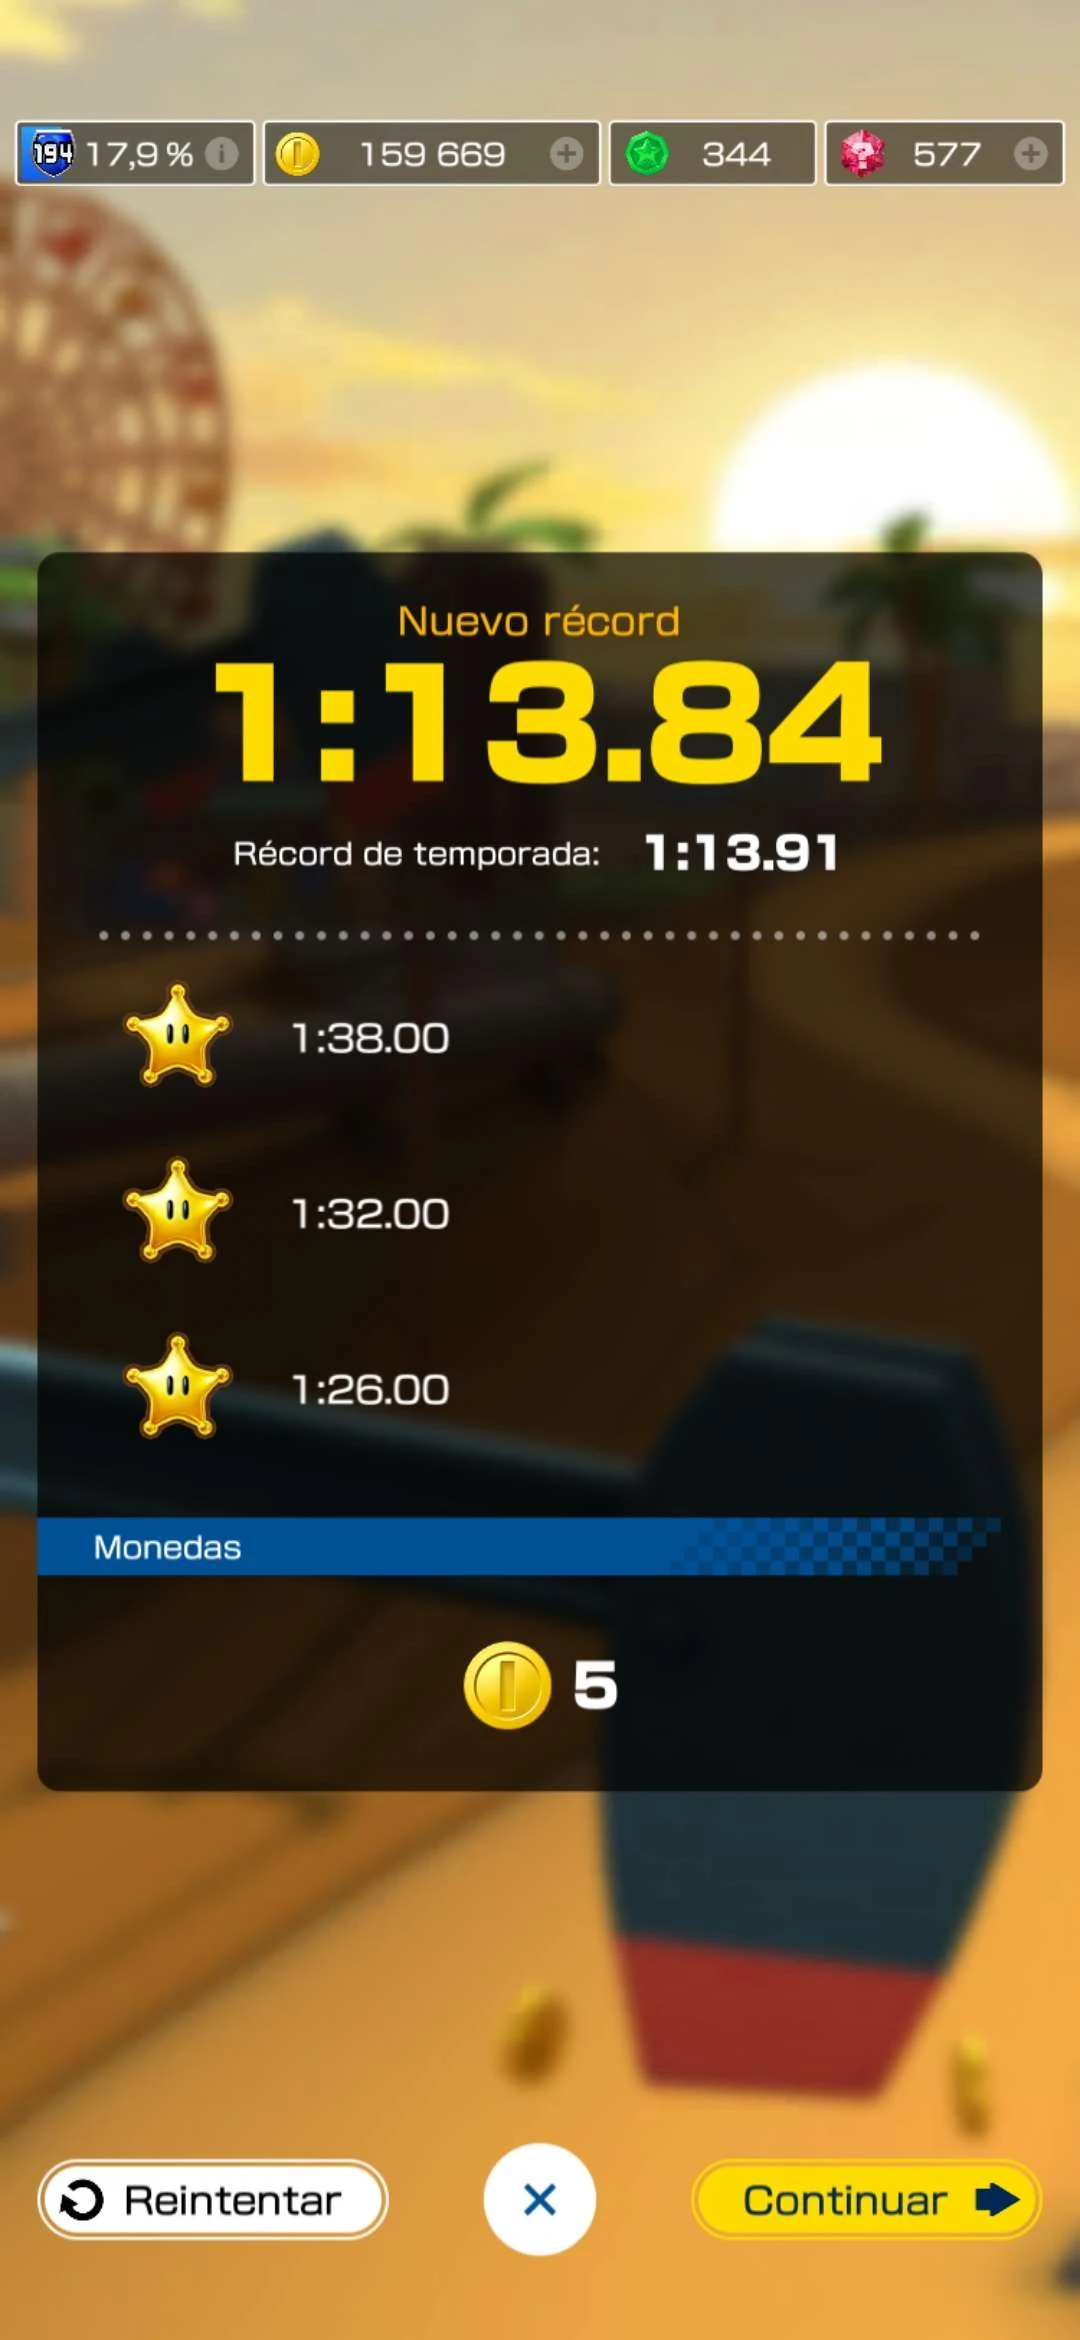 194 17,9 % 159 669 344 577
Nuevo récord
1:13.84
Récord de temporada: 1:13.91
1:38.00
1:32.00
1:26.00
Monedas
5
Reintentar × Continuar